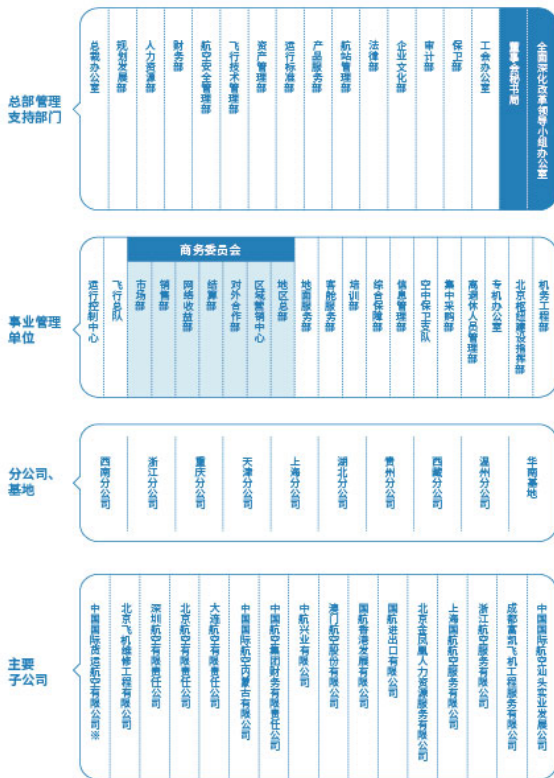 总部管理
支持部门
总裁办公室
规划发展部
人力资源部
财务部
航空安全管理部
飞行技术管理部
资产管理部
运行标准部
产品服务部
航站管理部
法律部
企业文化部
审计部
保卫部
工会办公室
董事会秘书局
全面深化改革领导小组办公室
事业管理
单位
商务委员会
运行控制中心
飞行总队
市场部
销售部
网络收益部
结算部
对外合作部
区域营销中心
地区总部
地面服务部
客舱服务部
培训部
综合保障部
信息管理部
空中保卫支队
集中采购部
离退休人员管理部
专机办公室
北京枢纽建设指挥部
机务工程部
分公司、
基地
西南分公司
浙江分公司
重庆分公司
天津分公司
上海分公司
湖北分公司
贵州分公司
西藏分公司
温州分公司
华南基地
主要
子公司
中国国际货运航空有限公司※
北京飞机维修工程有限公司
深圳航空有限责任公司
北京航空有限责任公司
大连航空有限责任公司
中国国际航空内蒙古有限公司
中国航空集团财务有限责任公司
中航兴业有限公司
澳门航空股份有限公司
国航香港发展有限公司
国航进出口有限公司
北京金凤凰人力资源服务有限公司
上海国航航空服务有限公司
浙江航空服务有限公司
成都富凯飞机工程服务有限公司
中国国际航空汕头实业发展公司